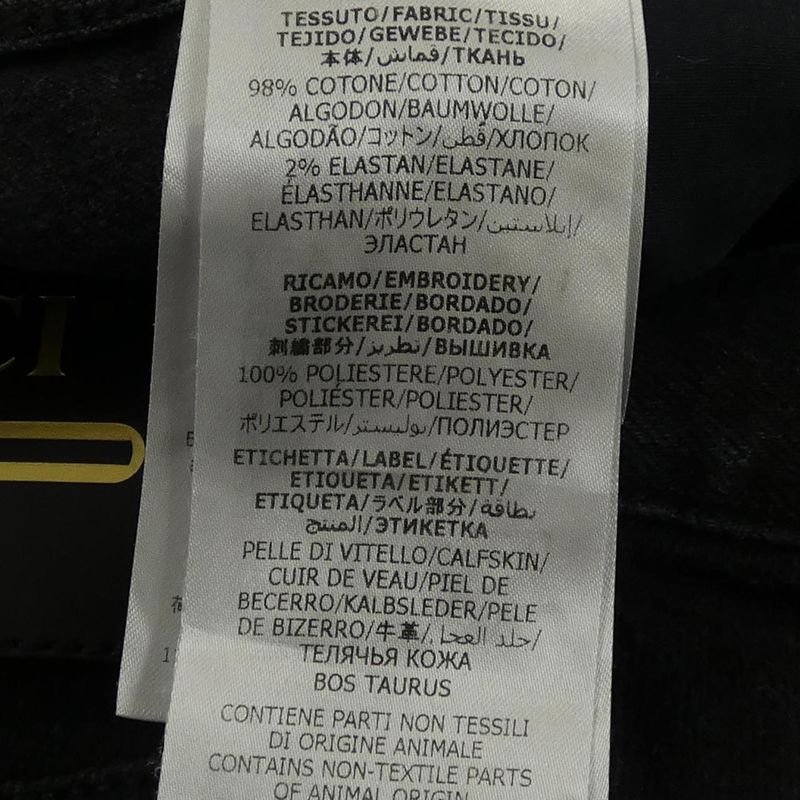 TESSUTO/FABRIC/TISSU/
TEJIDO/GEWEBE/TECIDO/
本体/قماش/ТКАНЬ
98% COTONE/COTTON/COTON/
ALGODON/BAUMWOLLE/
ALGODÃO/コットン/قطن/ХЛОПОК
2% ELASTAN/ELASTANE/
ÉLASTHANNE/ELASTANO/
ELASTHAN/ポリウレタン/إيلاستين/
ЭЛАСТАН
RICAMO/EMBROIDERY/
BRODERIE/BORDADO/
STICKEREI/BORDADO/
刺繍部分/تطريز/ВЫШИВКА
100% POLIESTERE/POLYESTER/
POLIÉSTER/POLIESTER/
ポリエステル/بوليستر/ПОЛИЭСТЕР
ETICHETTA/LABEL/ÉTIQUETTE/
ETIQUETA/ETIKETT/
ETIQUETA/ラベル部分/بطاقة
المنتج/ЭТИКЕТКА
PELLE DI VITELLO/CALFSKIN/
CUIR DE VEAU/PIEL DE
BECERRO/KALBSLEDER/PELE
DE BIZERRO/牛革/جلد العجل/
ТЕЛЯЧЬЯ КОЖА
BOS TAURUS
CONTIENE PARTI NON TESSILI
DI ORIGINE ANIMALE
CONTAINS NON-TEXTILE PARTS
OF ANIMAL ORIGIN
CI